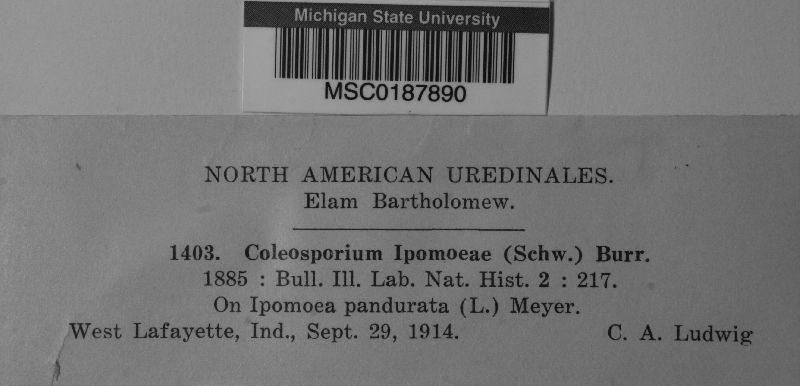 Michigan State University
MSC0187890
NORTH AMERICAN UREDINALES.
Elam Bartholomew.
1403. Coleosporium Ipomoeae (Schw.) Burr.
1885 : Bull. Ill. Lab. Nat. Hist. 2 : 217.
On Ipomoea pandurata (L.) Meyer.
West Lafayette, Ind., Sept. 29, 1914. C. A. Ludwig